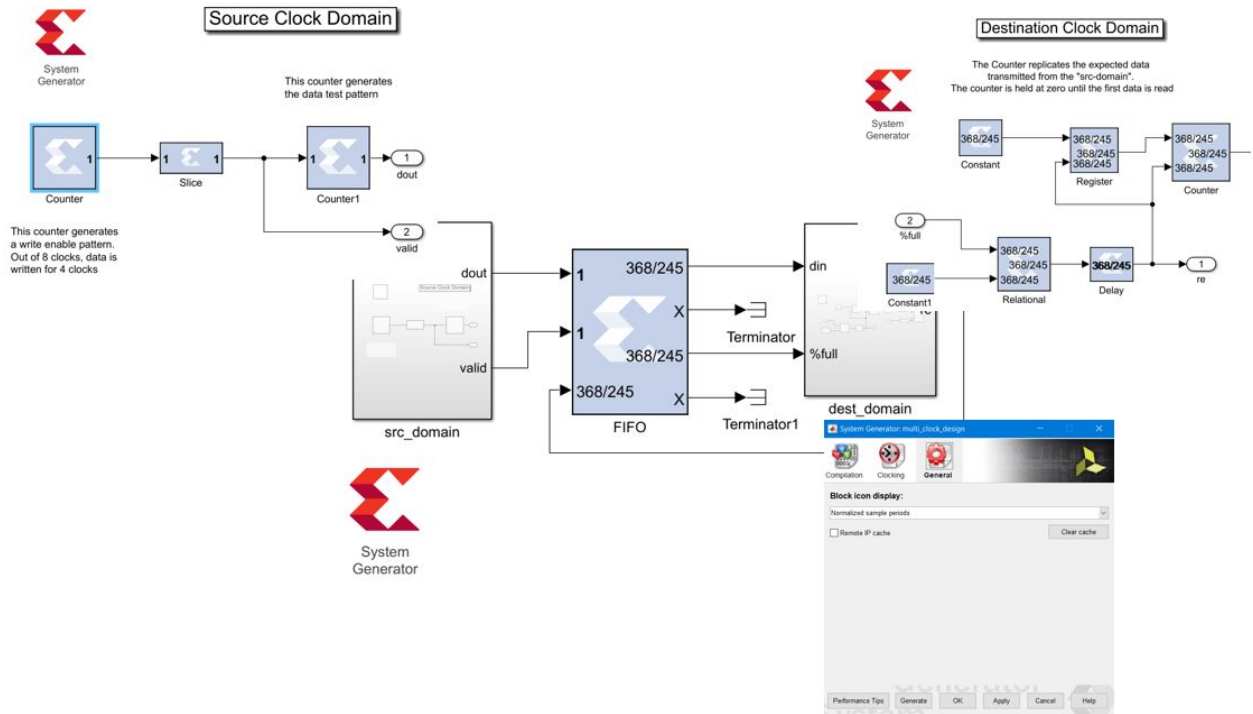 Source Clock Domain
System
Generator
This counter generates
the data test pattern
1
Counter
1
1
Slice
1
1
Counter1
1
dout
This counter generates
a write enable pattern.
Out of 8 clocks, data is
written for 4 clocks
2
valid
Destination Clock Domain
The Counter replicates the expected data
transmitted from the "src-domain".
The counter is held at zero until the first data is read
System
Generator
368/245
Constant
368/245
368/245
368/245
Register
368/245
368/245
368/245
Counter
2
%full
368/245
Constant1
368/245
368/245
368/245
Relational
368/245
Delay
1
re
dout
Source Clock Domain
valid
src_domain
1
1
368/245
368/245
X
368/245
X
FIFO
Terminator
Terminator1
din
%full
re
dest_domain
System
Generator
System Generator: multi_clock_design
Compilation
Clocking
General
Block icon display:
Normalized sample periods
Remote IP cache
Clear cache
Performance Tips
Generate
OK
Apply
Cancel
Help